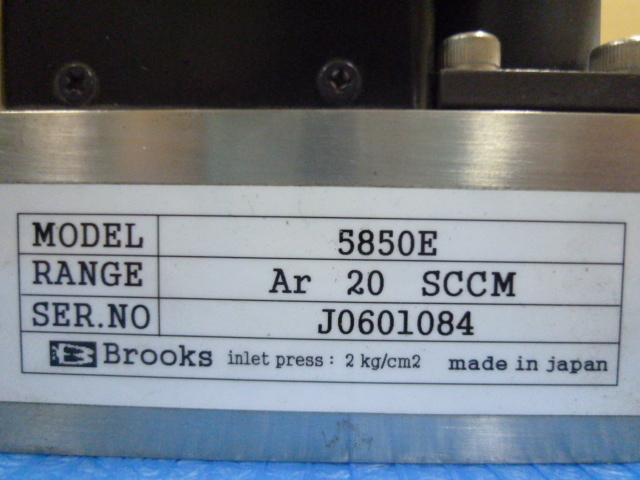 MODEL 5850E
RANGE Ar 20 SCCM
SER.NO J0601084
Brooks inlet press: 2 kg/cm2 made in japan